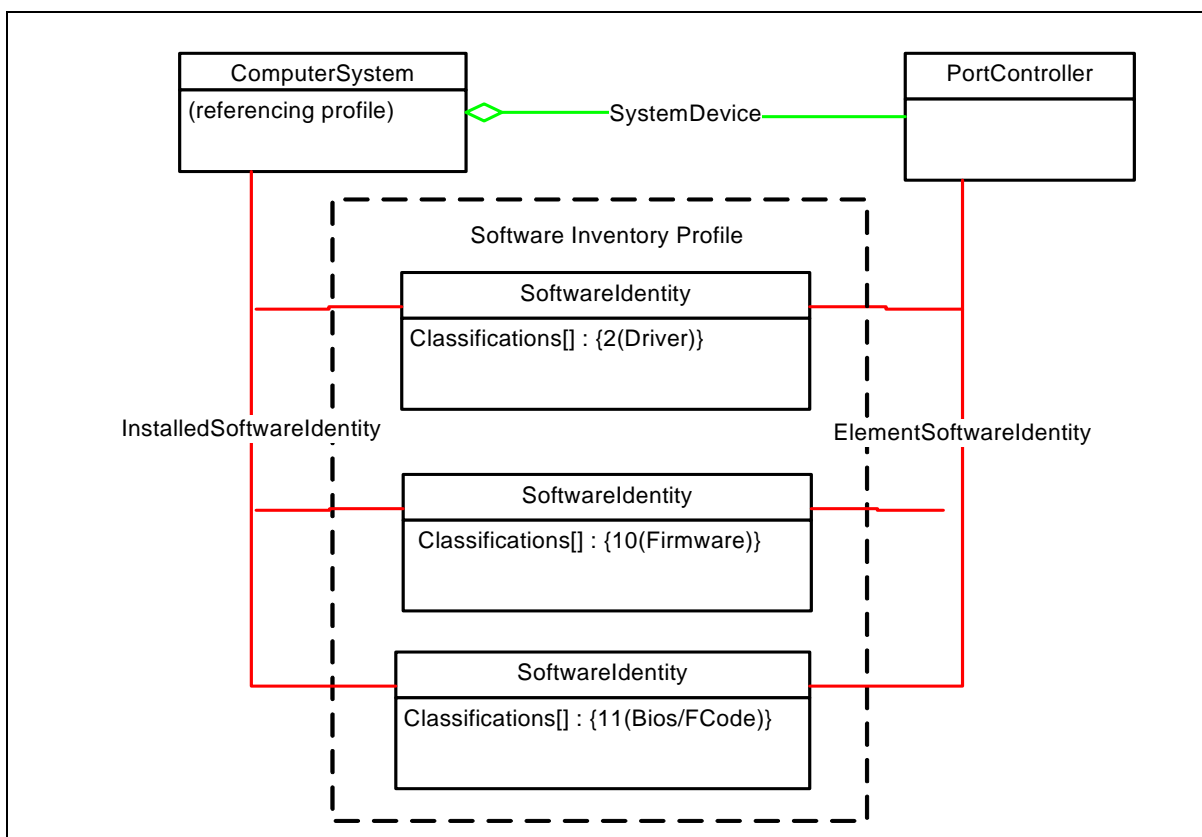 ComputerSystem
(referencing profile)
PortController
SystemDevice
Software Inventory Profile
SoftwareIdentity
Classifications[] : {2(Driver)}
InstalledSoftwareIdentity
ElementSoftwareIdentity
SoftwareIdentity
Classifications[] : {10(Firmware)}
SoftwareIdentity
Classifications[] : {11(Bios/FCode)}